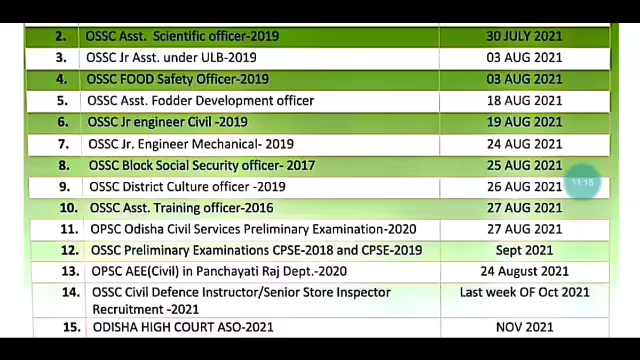 2. OSSC Asst. Scientific officer-2019 30 JULY 2021
3. OSSC Jr Asst. under ULB-2019 03 AUG 2021
4. OSSC FOOD Safety Officer-2019 03 AUG 2021
5. OSSC Asst. Fodder Development officer 18 AUG 2021
6. OSSC Jr engineer Civil -2019 19 AUG 2021
7. OSSC Jr. Engineer Mechanical- 2019 24 AUG 2021
8. OSSC Block Social Security officer- 2017 25 AUG 2021
9. OSSC District Culture officer -2019 26 AUG 2021
11:15
10. OSSC Asst. Training officer-2016 27 AUG 2021
11. OPSC Odisha Civil Services Preliminary Examination-2020 27 AUG 2021
12. OSSC Preliminary Examinations CPSE-2018 and CPSE-2019 Sept 2021
13. OPSC AEE(Civil) in Panchayati Raj Dept.-2020 24 August 2021
14. OSSC Civil Defence Instructor/Senior Store Inspector Last week OF Oct 2021
Recruitment -2021
15. ODISHA HIGH COURT ASO-2021 NOV 2021